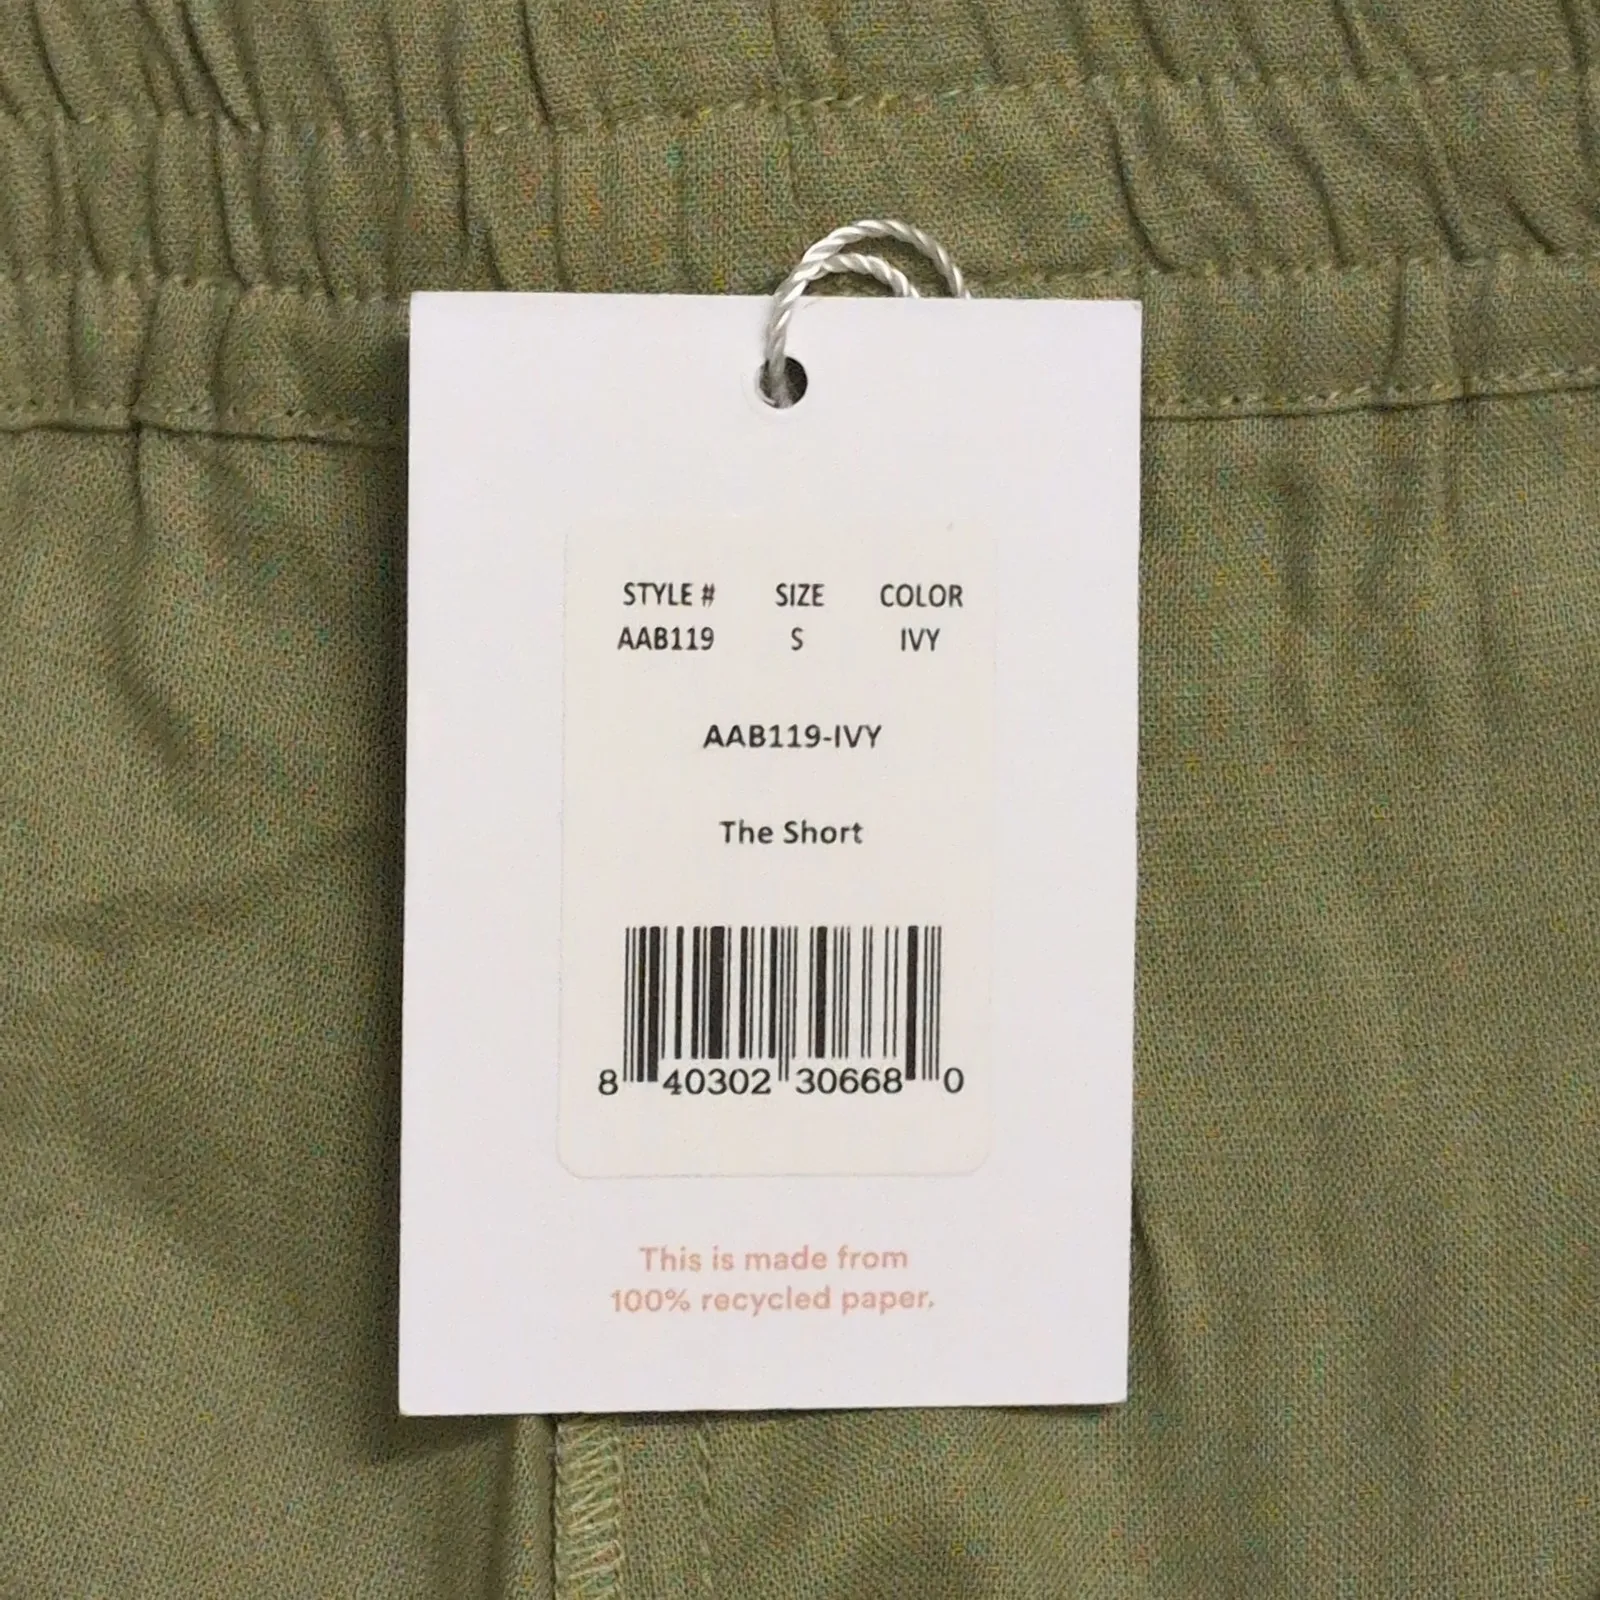 STYLE # SIZE COLOR
AAB119 S IVY
AAB119-IVY
The Short
8 40302 30668 0
This is made from
100% recycled paper.